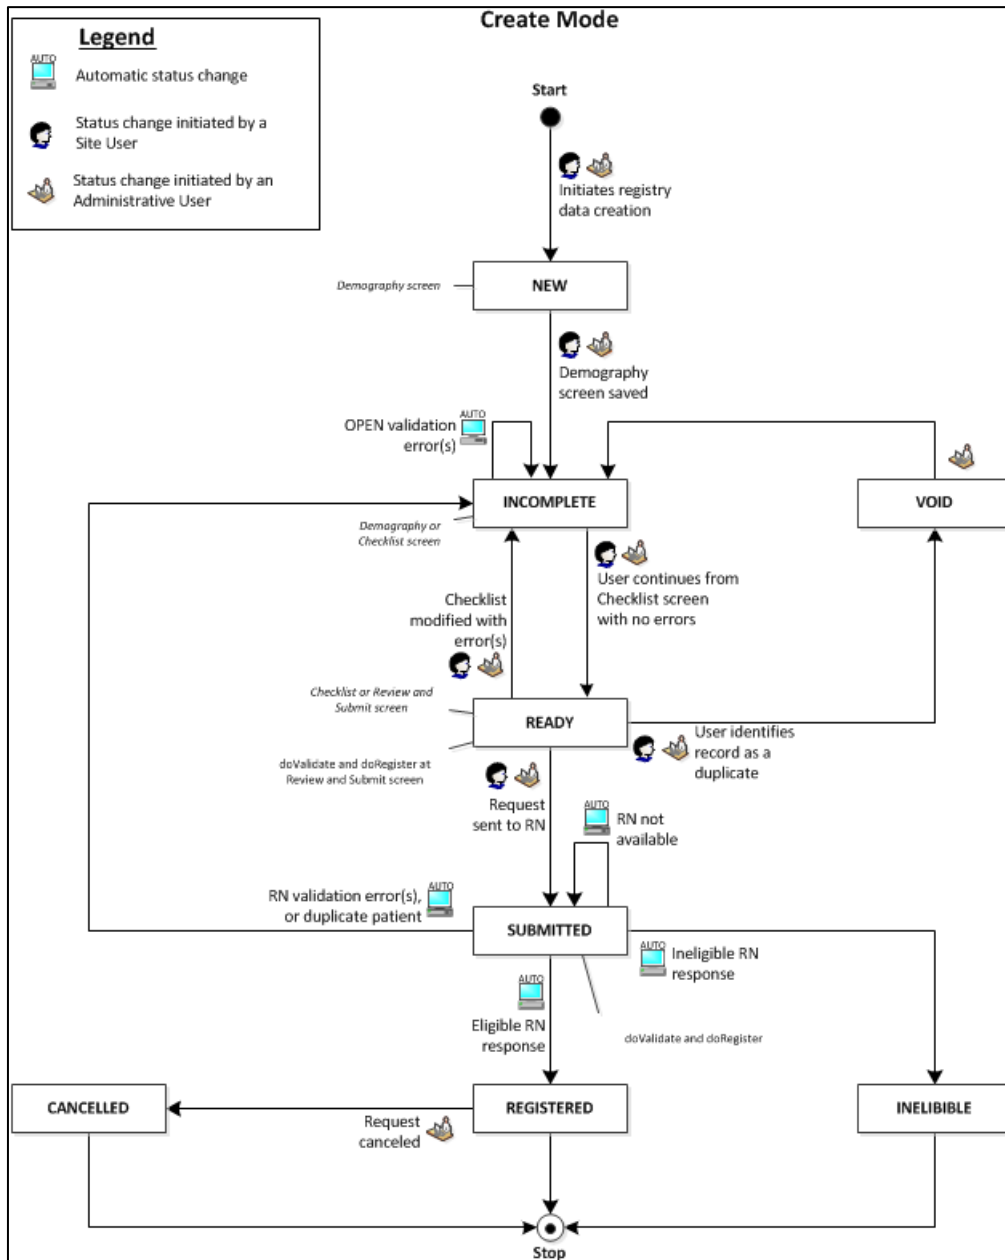 Create Mode
Legend
AUTO
Automatic status change
Status change initiated by a
Site User
Status change initiated by an
Administrative User
Start
Initiates registry
data creation
NEW
Demography screen
Demography
screen saved
OPEN validation
error(s)
AUTO
INCOMPLETE
VOID
Demography or
Checklist screen
User continues from
Checklist screen
with no errors
Checklist
modified with
error(s)
Checklist or Review and
Submit screen
READY
User identifies
record as a
duplicate
doValidate and doRegister at
Review and Submit screen
Request
sent to RN
AUTO
RN not
available
RN validation error(s),
or duplicate patient
AUTO
SUBMITTED
AUTO
Ineligible RN
response
AUTO
Eligible RN
response
doValidate and doRegister
CANCELLED
REGISTERED
INELIBIBLE
Request
canceled
Stop